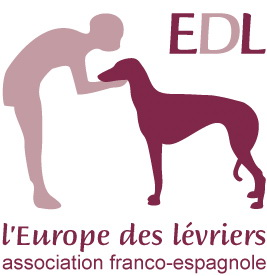 EDL
l'Europe des lévriers
association franco-espagnole